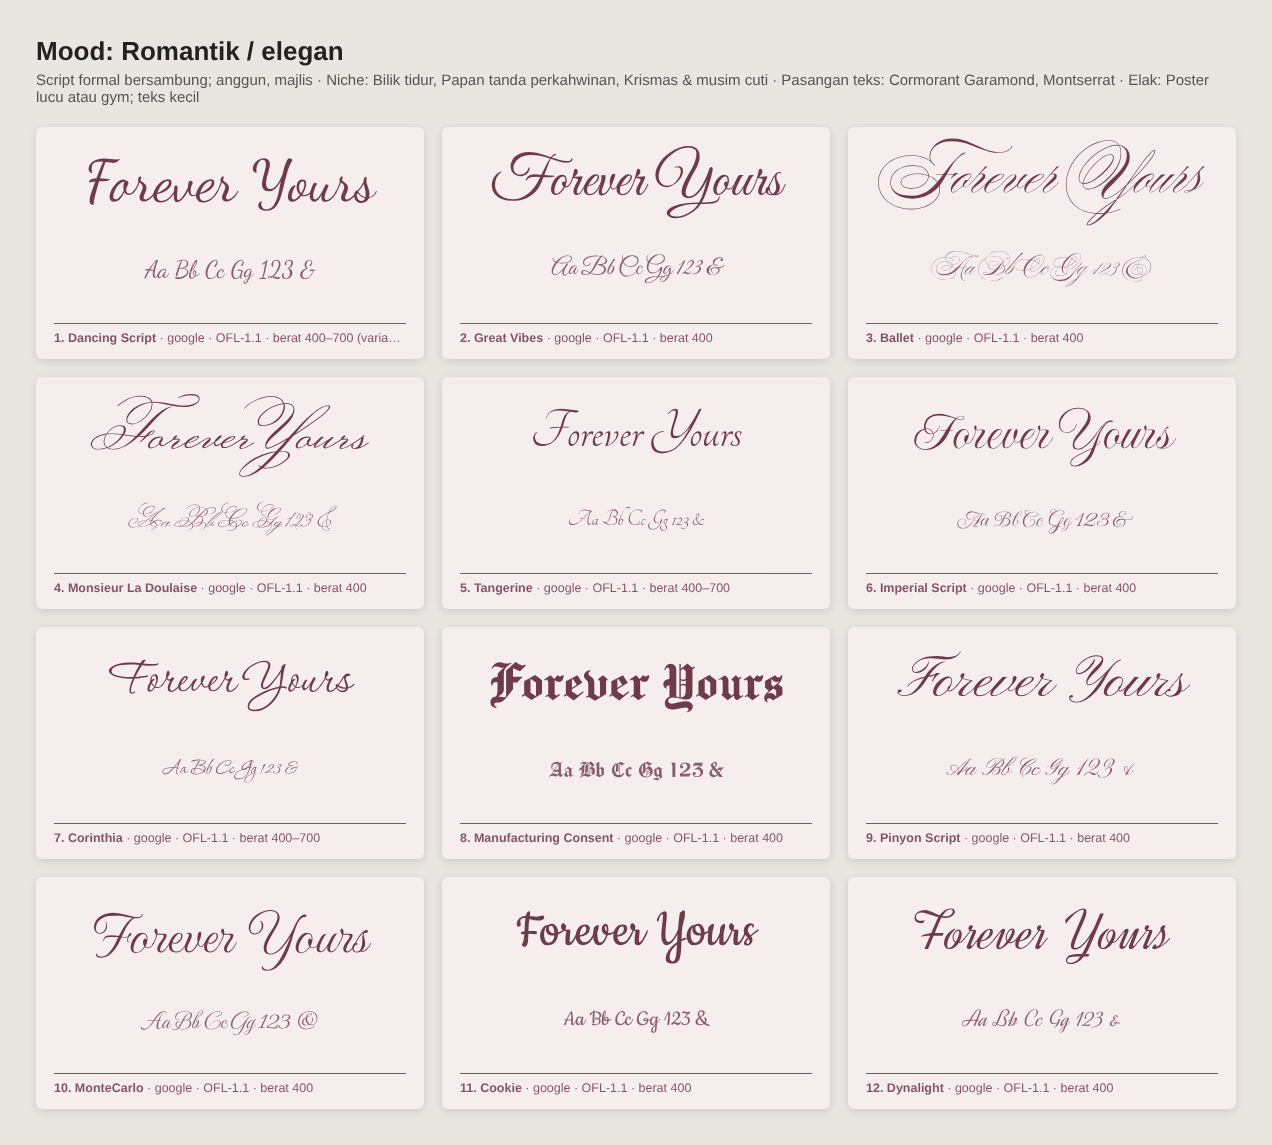 Mood: Romantik / elegan
Script formal bersambung; anggun, majlis · Niche: Bilik tidur, Papan tanda perkahwinan, Krismas & musim cuti · Pasangan teks: Cormorant Garamond, Montserrat · Elak: Poster
lucu atau gym; teks kecil
Forever Yours
Aa Bb Cc Gg 123 &
1. Dancing Script · google · OFL-1.1 · berat 400–700 (varia…
Forever Yours
Aa Bb Cc Gg 123 &
2. Great Vibes · google · OFL-1.1 · berat 400
Forever Yours
Aa Bb Cc Gg 123 &
3. Ballet · google · OFL-1.1 · berat 400
Forever Yours
Aa Bb Cc Gg 123 &
4. Monsieur La Doulaise · google · OFL-1.1 · berat 400
Forever Yours
Aa Bb Cc Gg 123 &
5. Tangerine · google · OFL-1.1 · berat 400–700
Forever Yours
Aa Bb Cc Gg 123 &
6. Imperial Script · google · OFL-1.1 · berat 400
Forever Yours
Aa Bb Cc Gg 123 &
7. Corinthia · google · OFL-1.1 · berat 400–700
Forever Yours
Aa Bb Cc Gg 123 &
8. Manufacturing Consent · google · OFL-1.1 · berat 400
Forever Yours
Aa Bb Cc Gg 123 &
9. Pinyon Script · google · OFL-1.1 · berat 400
Forever Yours
Aa Bb Cc Gg 123 &
10. MonteCarlo · google · OFL-1.1 · berat 400
Forever Yours
Aa Bb Cc Gg 123 &
11. Cookie · google · OFL-1.1 · berat 400
Forever Yours
Aa Bb Cc Gg 123 &
12. Dynalight · google · OFL-1.1 · berat 400